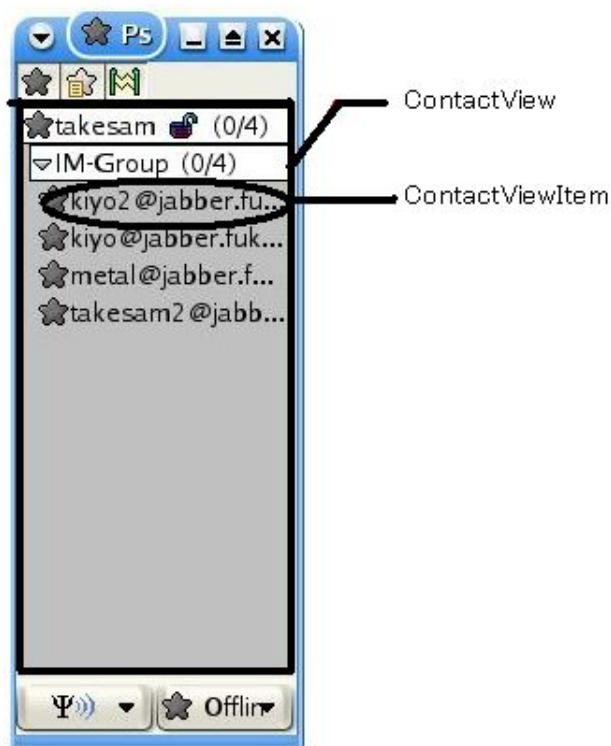 Ps
takesam (0/4)
IM-Group (0/4)
kiyo2@jabber.fu...
kiyo@jabber.fuk...
metal@jabber.f...
takesam2@jabb...
Ψ Offlin
ContactView
ContactViewItem